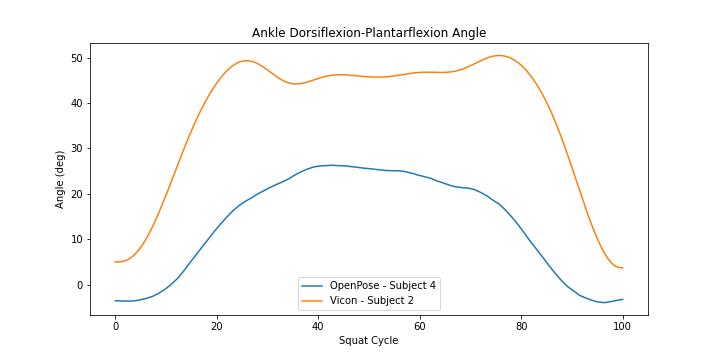 Ankle Dorsiflexion-Plantarflexion Angle
50
40
30
20
10
0
Angle (deg)
OpenPose - Subject 4
Vicon - Subject 2
0 20 40 60 80 100
Squat Cycle